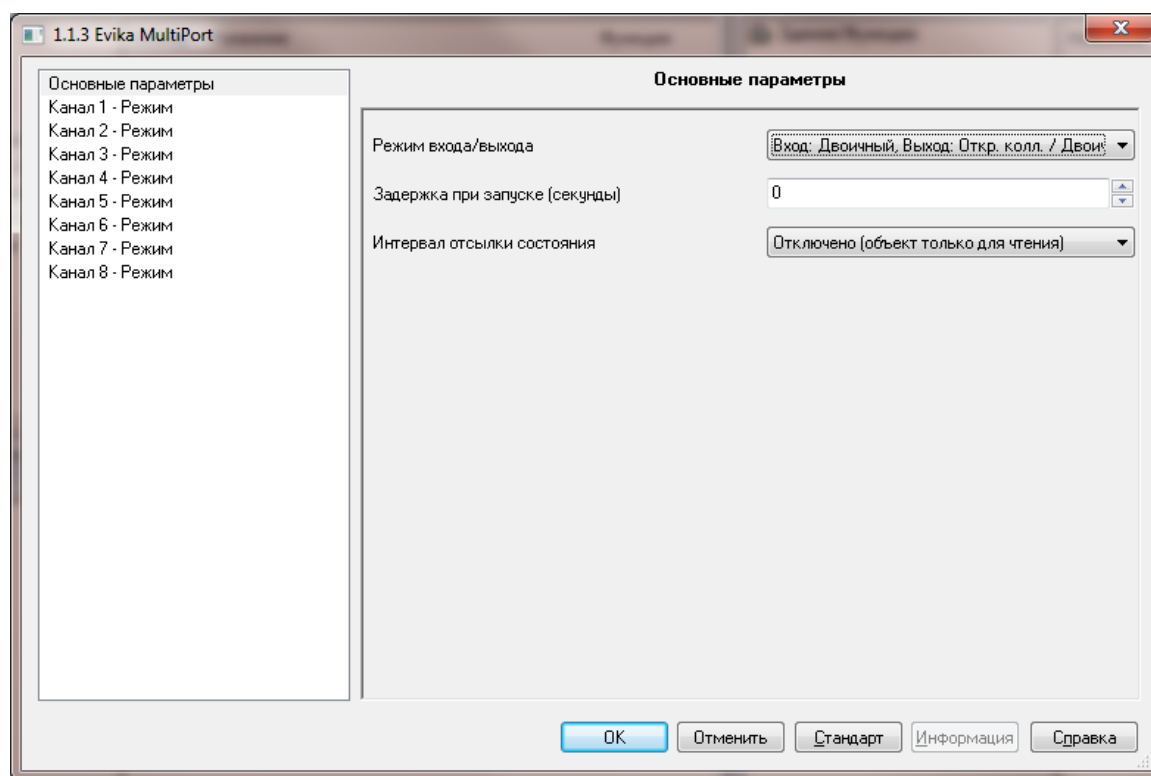 1.1.3 Evika MultiPort
Основные параметры
Канал 1 - Режим
Канал 2 - Режим
Канал 3 - Режим
Канал 4 - Режим
Канал 5 - Режим
Канал 6 - Режим
Канал 7 - Режим
Канал 8 - Режим
Основные параметры
Режим входа/выхода
Вход: Двоичный, Выход: Откр. колл. / Двои
Задержка при запуске (секунды)
0
Интервал отсылки состояния
Отключено (объект только для чтения)
OK
Отменить
Стандарт
Информация
Справка